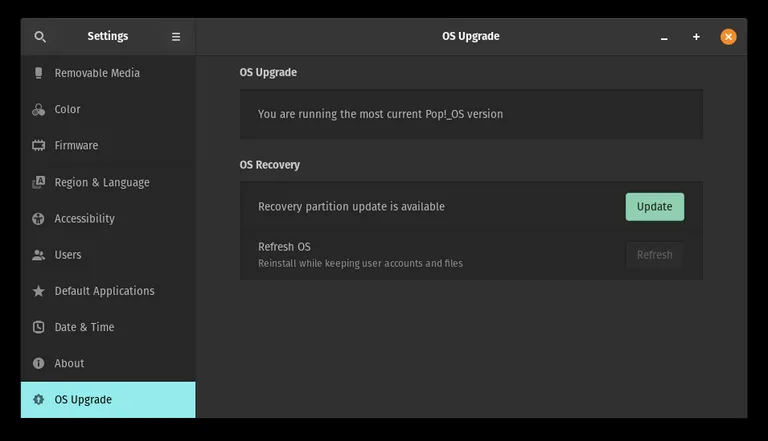 Settings
OS Upgrade
Removable Media
Color
Firmware
Region & Language
Accessibility
Users
Default Applications
Date & Time
About
OS Upgrade
OS Upgrade
You are running the most current Pop!_OS version
OS Recovery
Recovery partition update is available
Update
Refresh OS
Reinstall while keeping user accounts and files
Refresh